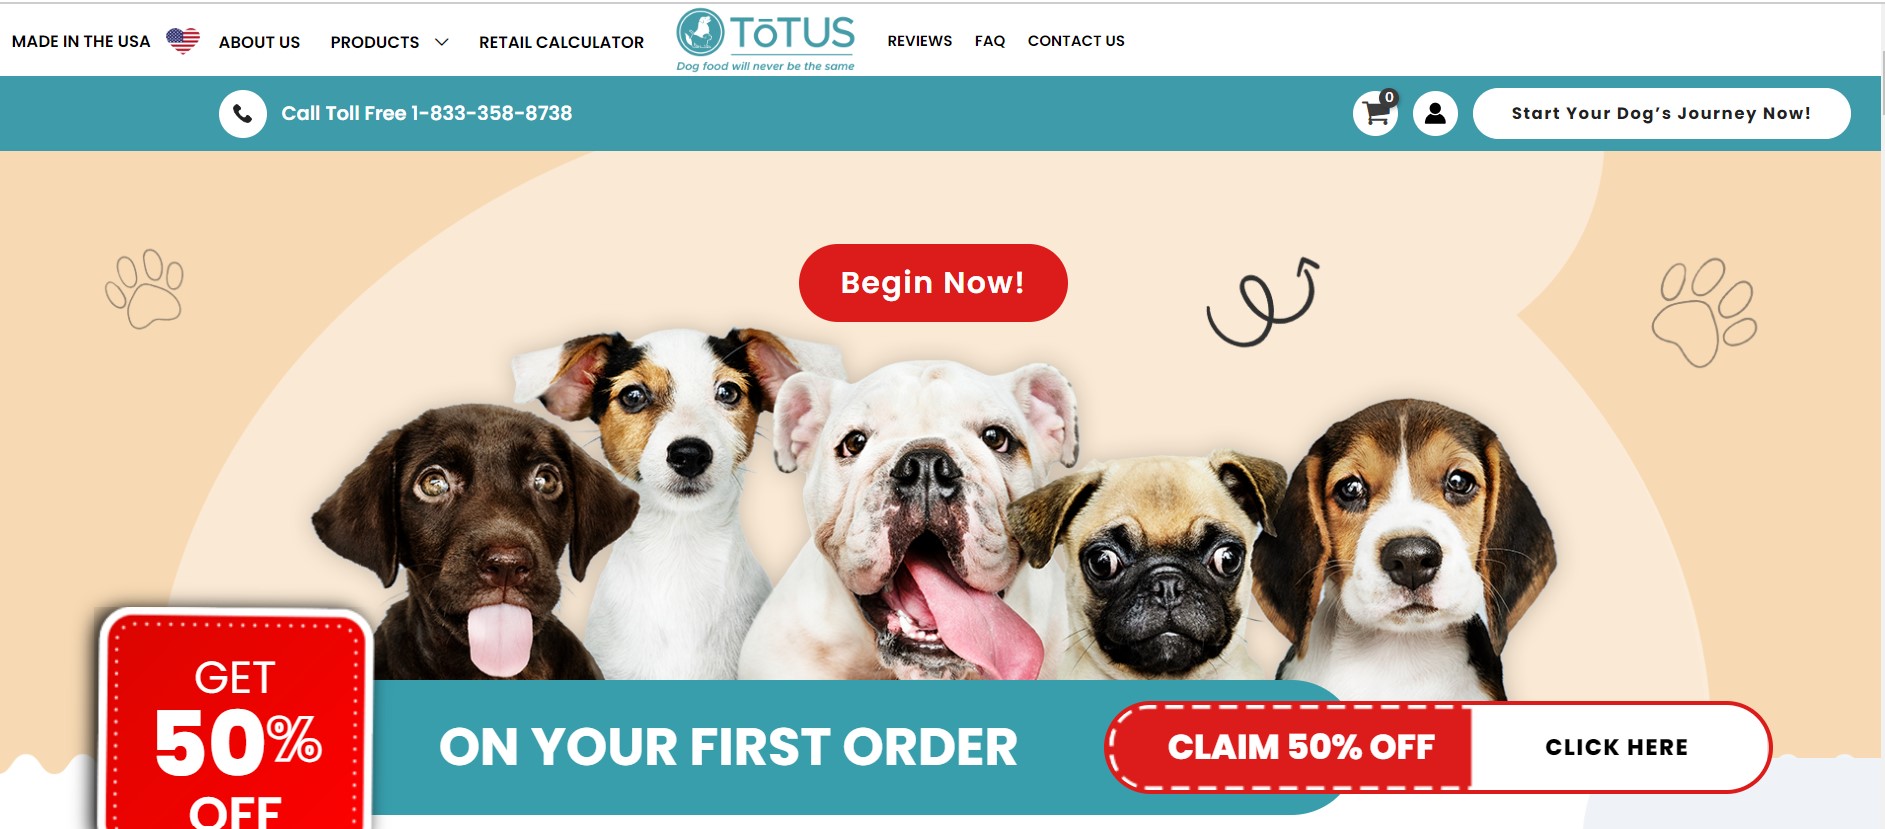 MADE IN THE USA
ABOUT US
PRODUCTS
RETAIL CALCULATOR
TōTUS
Dog food will never be the same
REVIEWS
FAQ
CONTACT US
Call Toll Free 1-833-358-8738
0
Start Your Dog’s Journey Now!
Begin Now!
GET
50%
OFF
ON YOUR FIRST ORDER
CLAIM 50% OFF
CLICK HERE